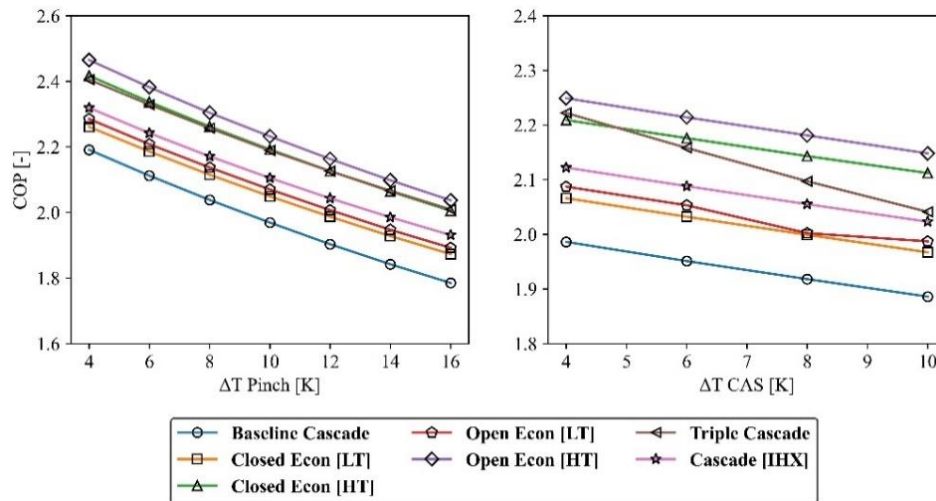 2.6
2.4
2.2
2.0
1.8
1.6
COP [-]
4 6 8 10 12 14 16
ΔT Pinch [K]
2.4
2.3
2.2
2.1
2.0
1.9
1.8
4 5 6 7 8 9 10
ΔT CAS [K]
Baseline Cascade
Closed Econ [LT]
Closed Econ [HT]
Open Econ [LT]
Open Econ [HT]
Triple Cascade
Cascade [IHX]